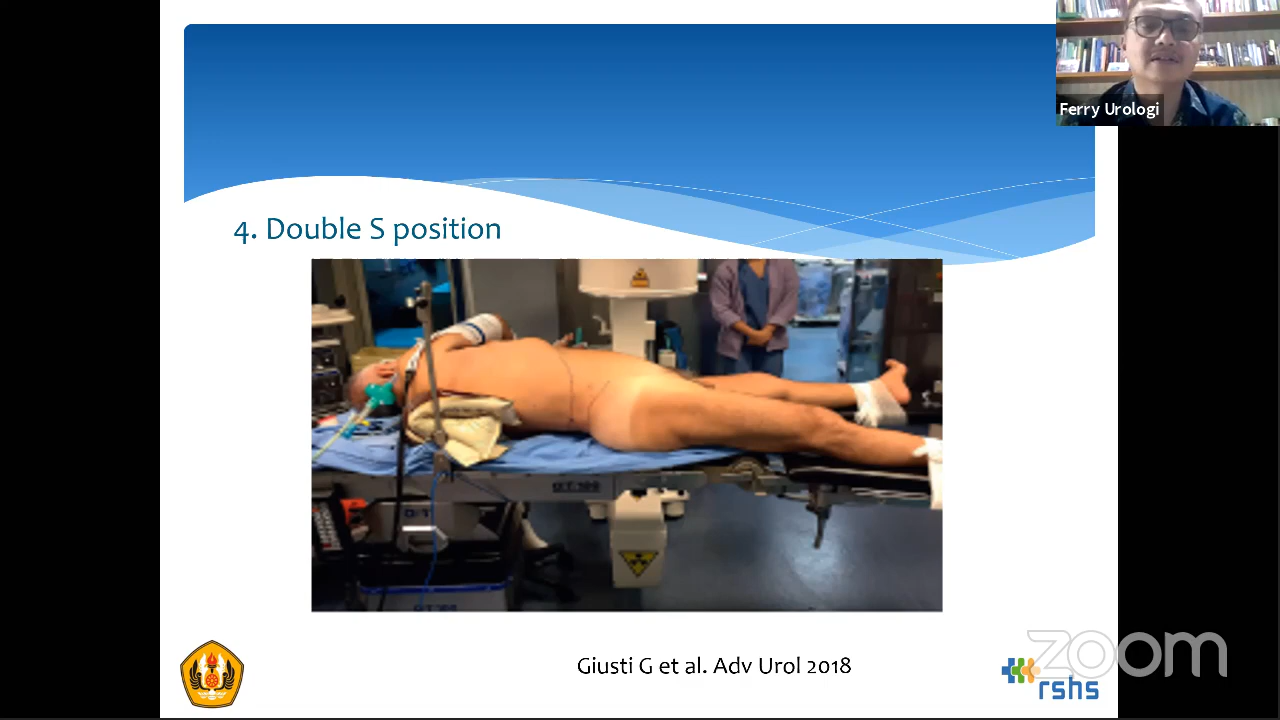 Ferry Urologi
4. Double S position
Giusti G et al. Adv Urol 2018
zoom
rshs